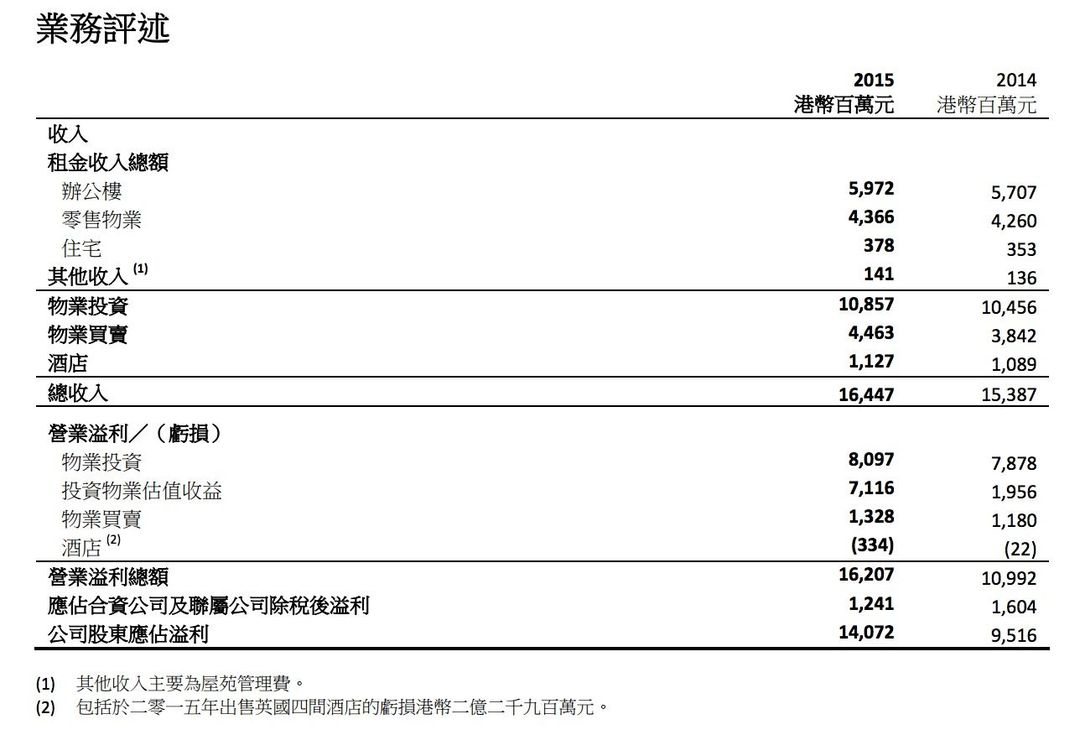 業務評述
2015 2014
港幣百萬元 港幣百萬元
收入
租金收入總額
辦公樓 5,972 5,707
零售物業 4,366 4,260
住宅 378 353
其他收入 (1) 141 136
物業投資 10,857 10,456
物業買賣 4,463 3,842
酒店 1,127 1,089
總收入 16,447 15,387
營業溢利／（虧損）
物業投資 8,097 7,878
投資物業估值收益 7,116 1,956
物業買賣 1,328 1,180
酒店 (2) (334) (22)
營業溢利總額 16,207 10,992
應佔合資公司及聯屬公司除稅後溢利 1,241 1,604
公司股東應佔溢利 14,072 9,516
(1) 其他收入主要為屋苑管理費。
(2) 包括於二零一五年出售英國四間酒店的虧損港幣二億二千九百萬元。